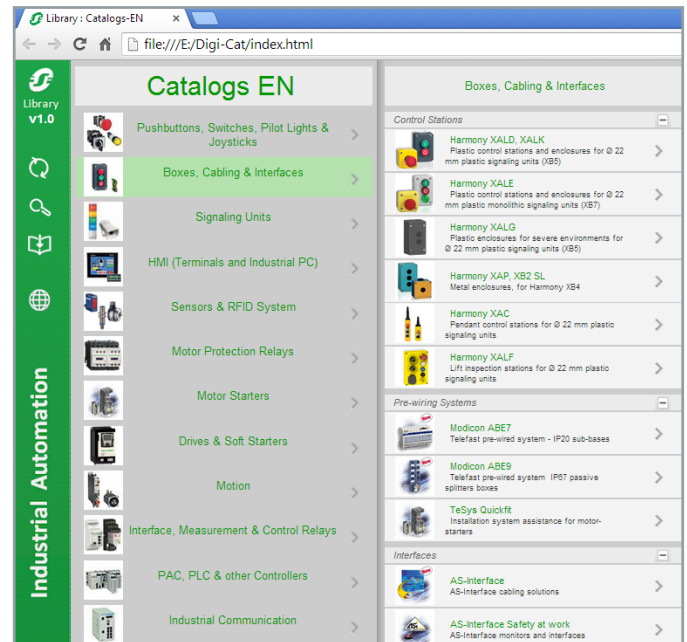 Library : Catalogs-EN
file:///E:/Digi-Cat/index.html
Library
v1.0
Industrial Automation
Catalogs EN
Pushbuttons, Switches, Pilot Lights &
Joysticks
Boxes, Cabling & Interfaces
Signaling Units
HMI (Terminals and Industrial PC)
Sensors & RFID System
Motor Protection Relays
Motor Starters
Drives & Soft Starters
Motion
Interface, Measurement & Control Relays
PAC, PLC & other Controllers
Industrial Communication
Boxes, Cabling & Interfaces
Control Stations
Harmony XALD, XALK
Plastic control stations and enclosures for Ø 22
mm plastic signaling units (XB5)
Harmony XALE
Plastic control stations and enclosures for Ø 22
mm plastic monolithic signaling units (XB7)
Harmony XALG
Plastic enclosures for severe environments for
Ø 22 mm plastic signaling units (XB5)
Harmony XAP, XB2 SL
Metal enclosures, for Harmony XB4
Harmony XAC
Pendant control stations for Ø 22 mm plastic
signaling units
Harmony XALF
Lift inspection stations for Ø 22 mm plastic
signaling units
Pre-wiring Systems
Modicon ABE7
Telefast pre-wired system - IP20 sub-bases
Modicon ABE9
Telefast pre-wired system IP67 passive
splitters boxes
TeSys Quickfit
Installation system assistance for motor-
starters
Interfaces
AS-Interface
AS-Interface cabling solutions
AS-Interface Safety at work
AS-Interface monitors and interfaces